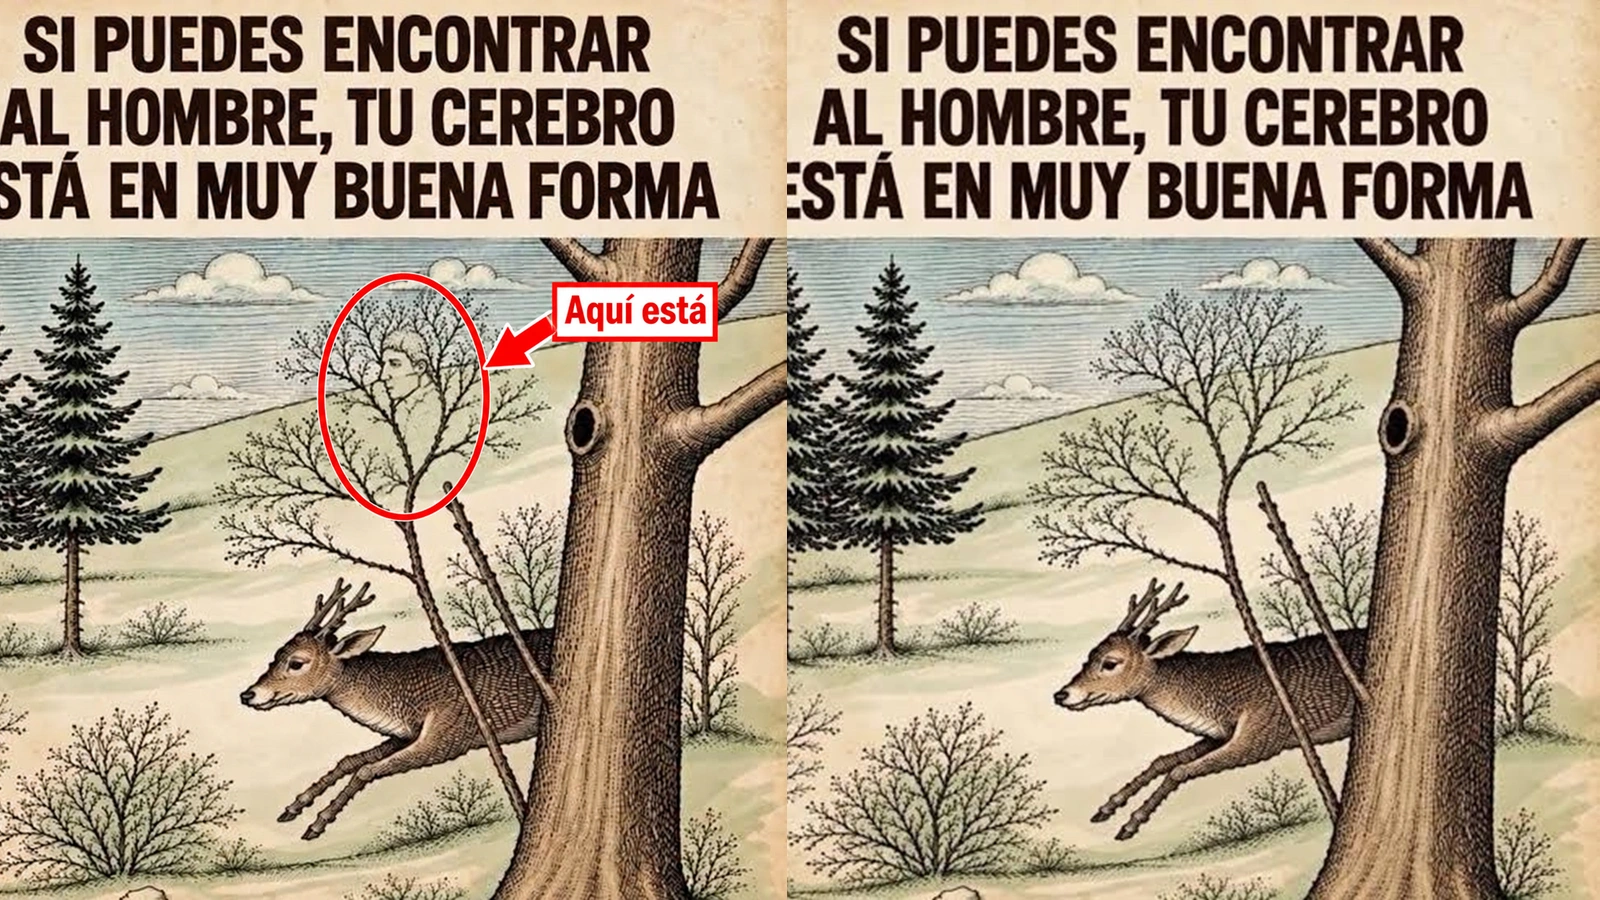 SI PUEDES ENCONTRAR
AL HOMBRE, TU CEREBRO
STÁ EN MUY BUENA FORMA
Aquí está
SI PUEDES ENCONTRAR
AL HOMBRE, TU CEREBRO
ESTÁ EN MUY BUENA FORMA